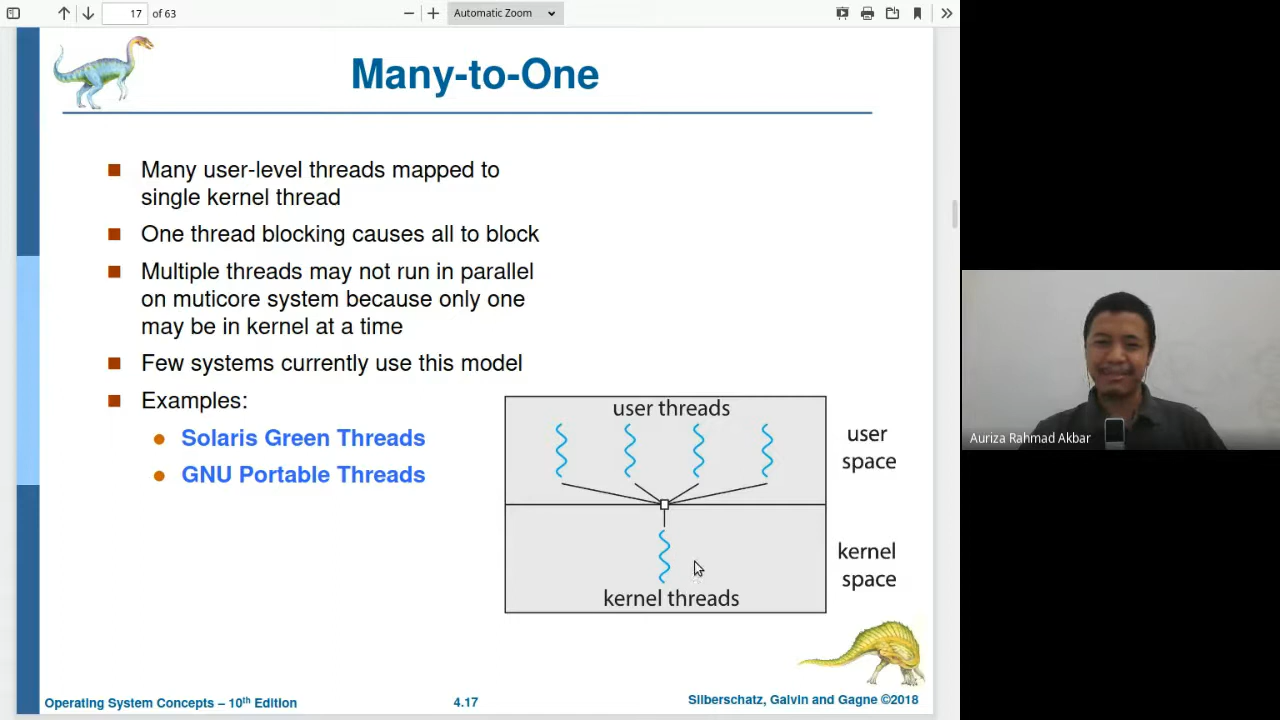 17 of 63
Automatic Zoom
Many-to-One
Many user-level threads mapped to
single kernel thread
One thread blocking causes all to block
Multiple threads may not run in parallel
on muticore system because only one
may be in kernel at a time
Few systems currently use this model
Examples:
Solaris Green Threads
GNU Portable Threads
user threads
user
space
kernel
space
kernel threads
Operating System Concepts – 10th Edition
4.17
Silberschatz, Galvin and Gagne ©2018
Auriza Rahmad Akbar